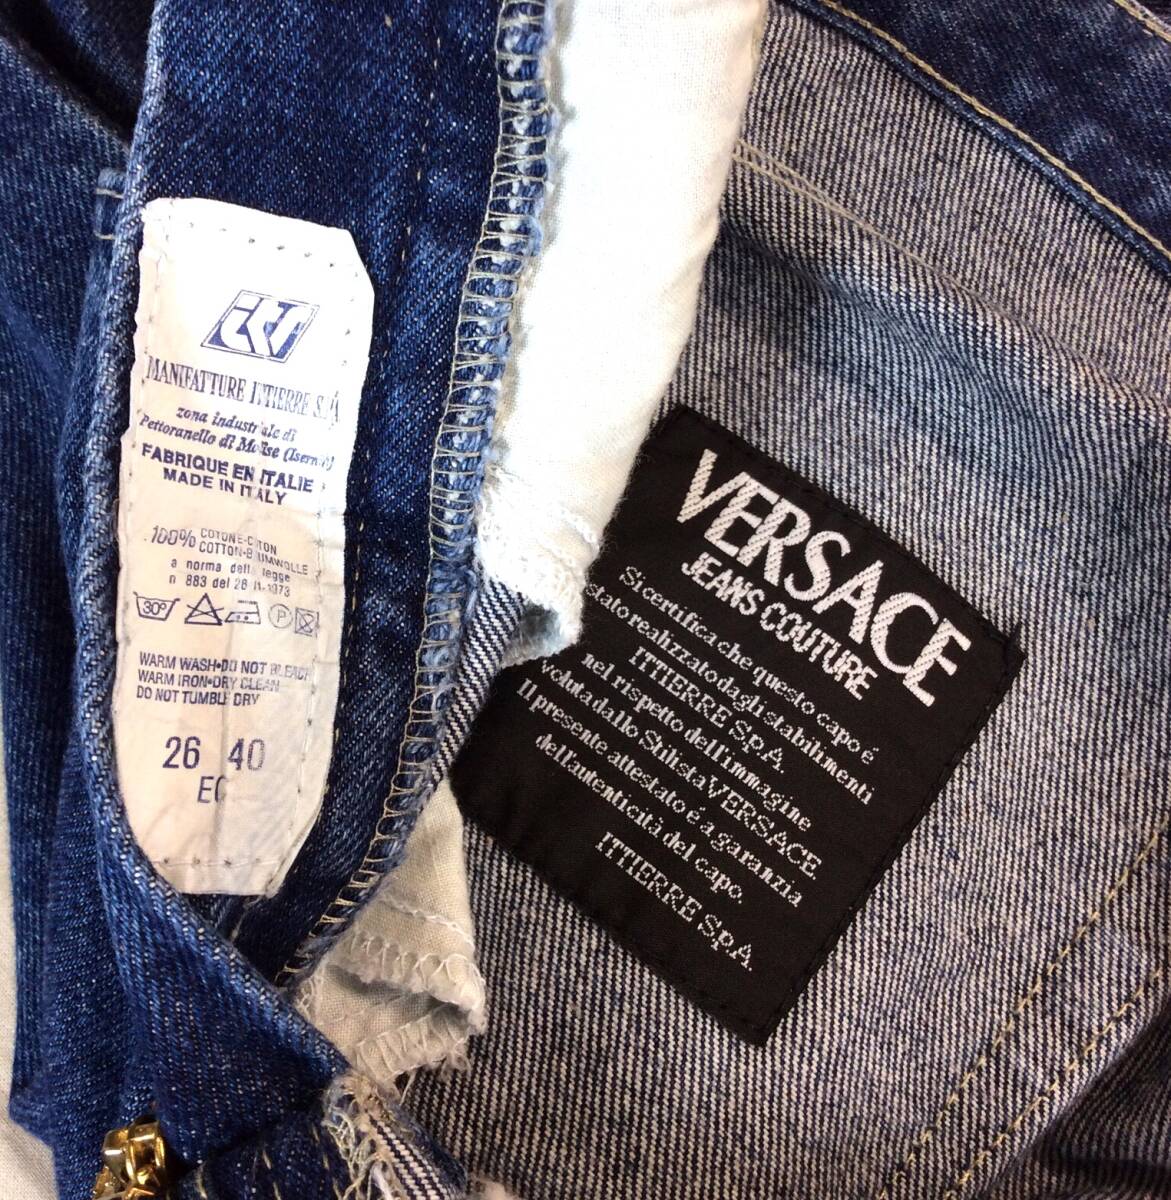 MANIFATTURE ITTIERRE S.p.A
zona industriale di
Pettoranello di Molise (Isernia)
FABRIQUE EN ITALIE
MADE IN ITALY
100% COTONE-COTON
COTTON-BAUMWOLLE
a norma della legge
n 883 del 26 11.1973
30°
P
WARM WASH•DO NOT BLEACH
WARM IRON•DRY CLEAN
DO NOT TUMBLE DRY
26 40
EC
VERSACE
JEANS COUTURE
Si certifica che questo capo é
stato realizzato dagli stabilimenti
ITTIERRE S.p.A.
nel rispetto dell'immagine
voluta dallo Stilista VERSACE
Il presente attestato é a garanzia
dell'autenticità del capo.
ITTIERRE S.p.A.